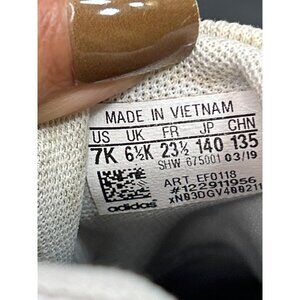 MADE IN VIETNAM
US UK FR JP CHN
7K 6½K 23½ 140 135
SHW 675001 03/19
ART EF0118
#122911956
adidas